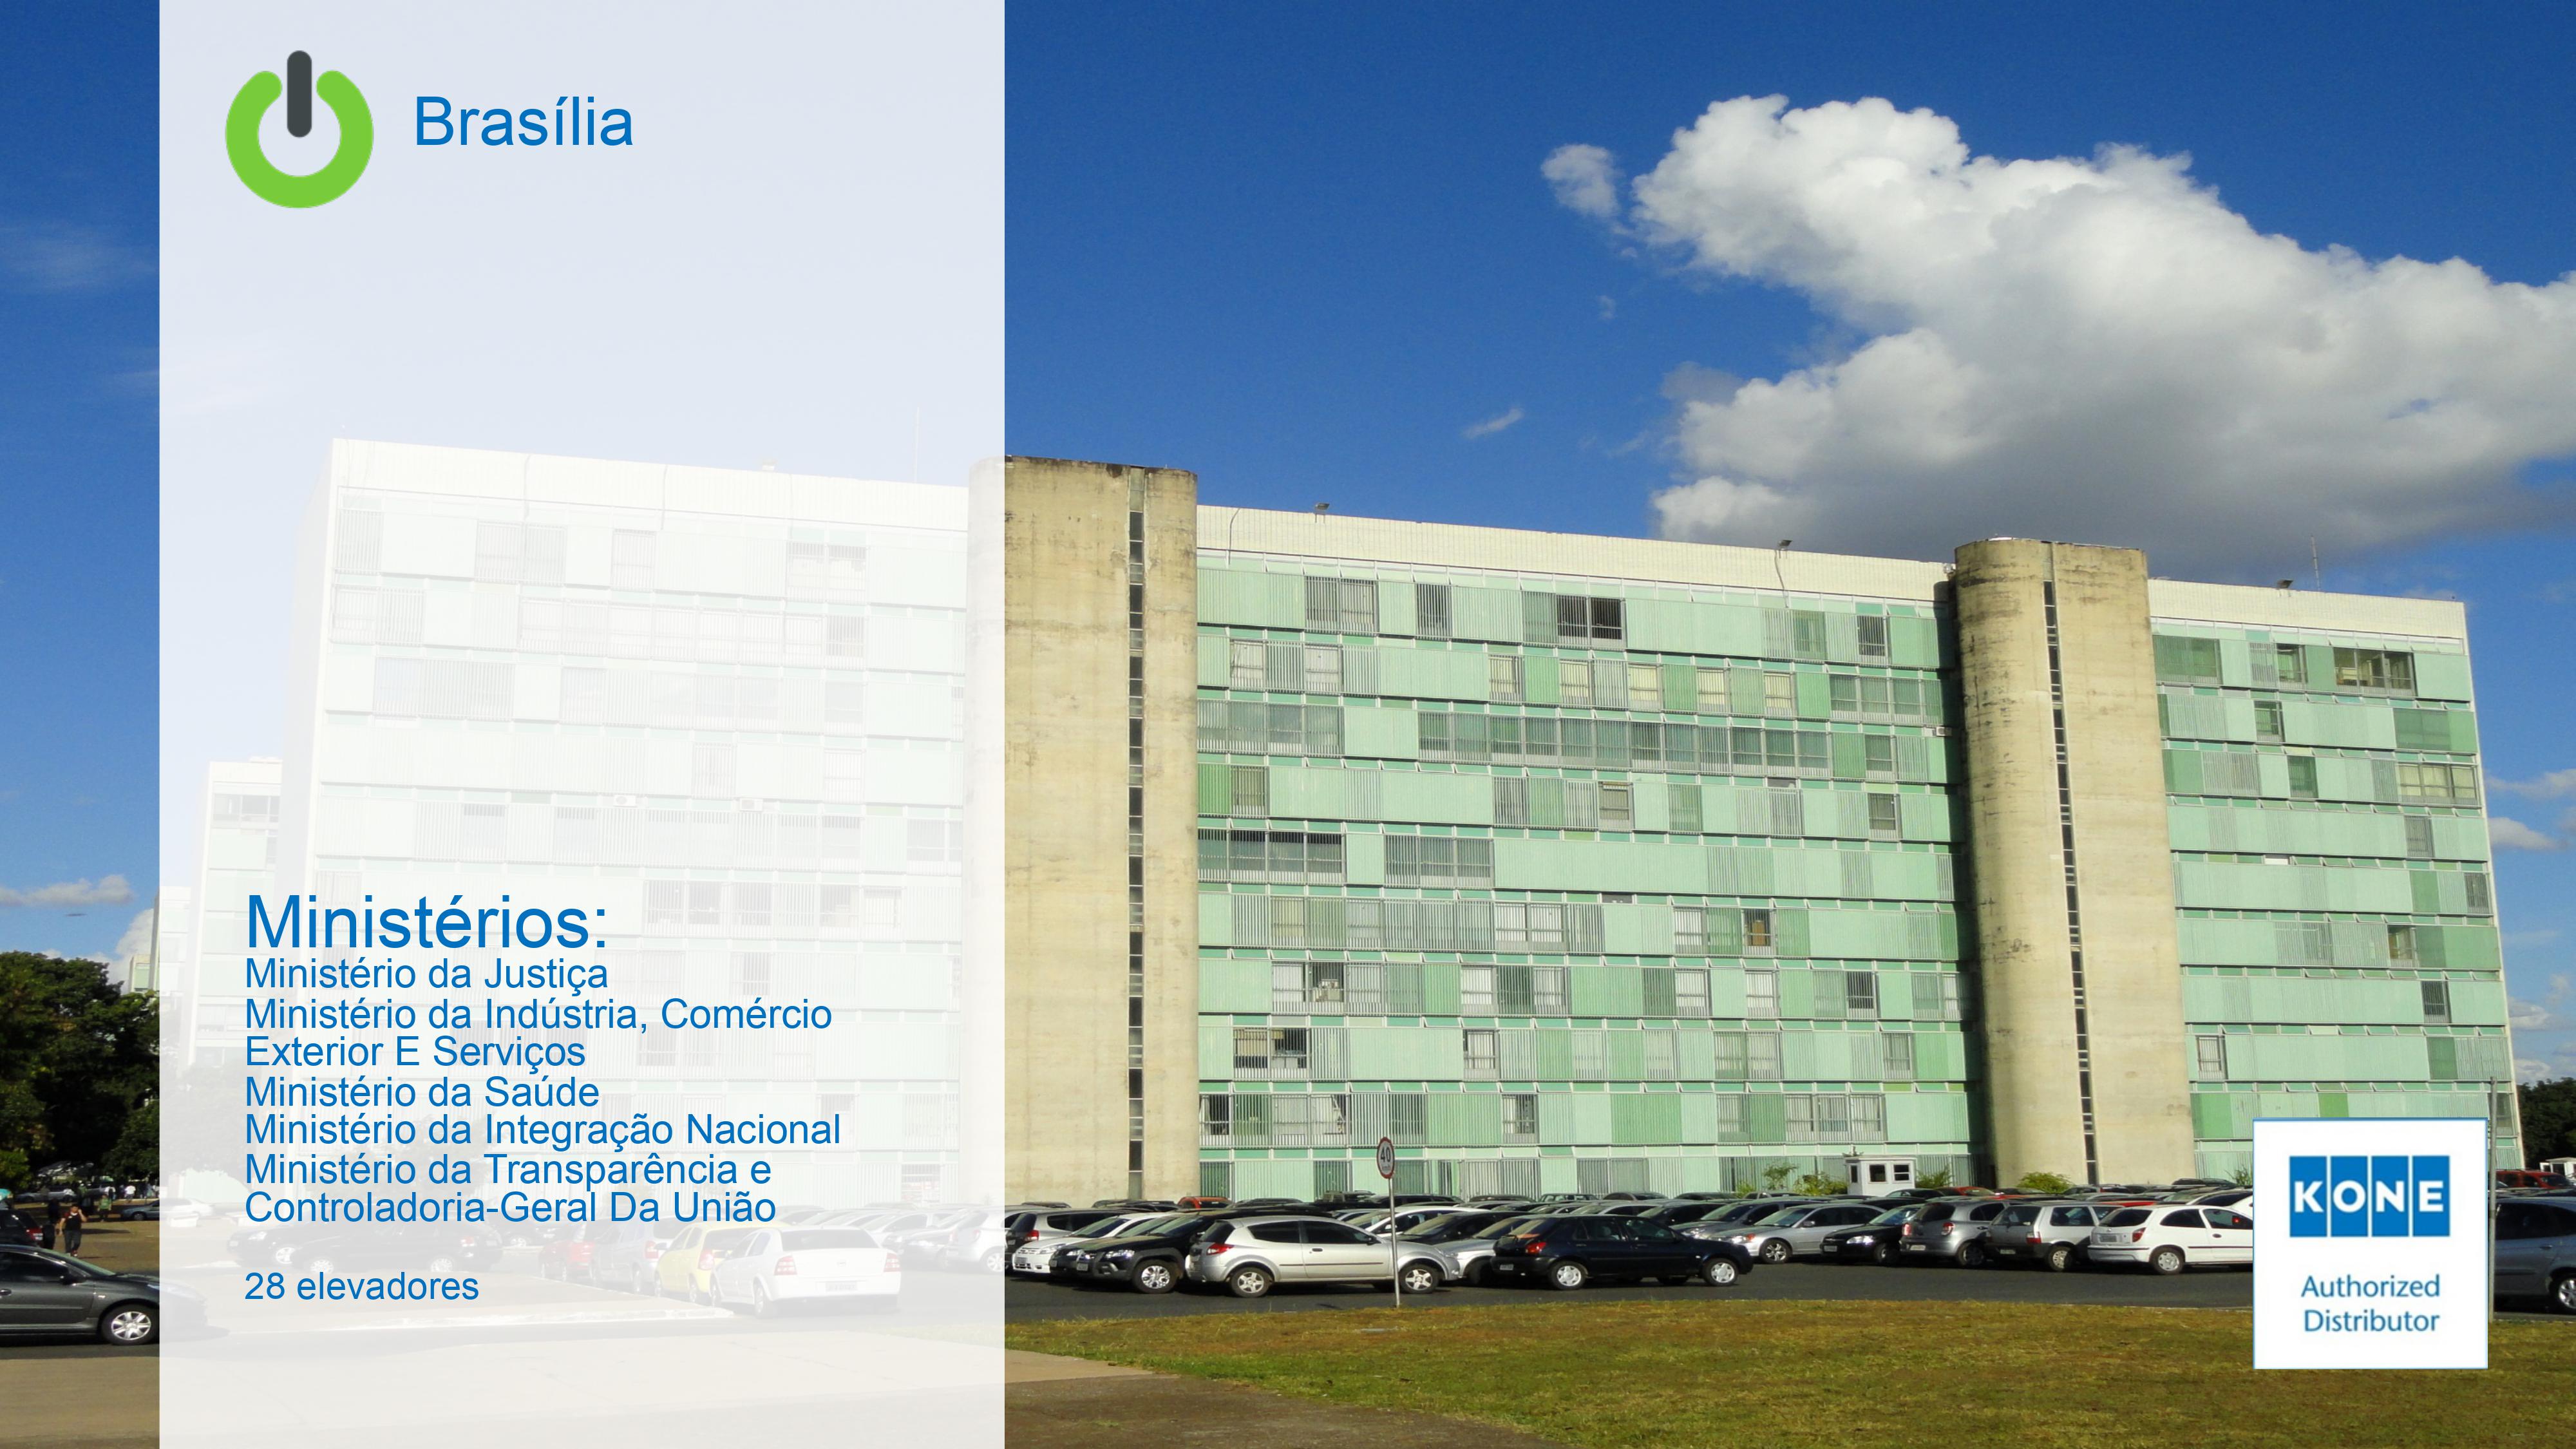 Brasília
Ministérios:
Ministério da Justiça
Ministério da Indústria, Comércio
Exterior E Serviços
Ministério da Saúde
Ministério da Integração Nacional
Ministério da Transparência e
Controladoria-Geral Da União
28 elevadores
40
KONE
Authorized
Distributor